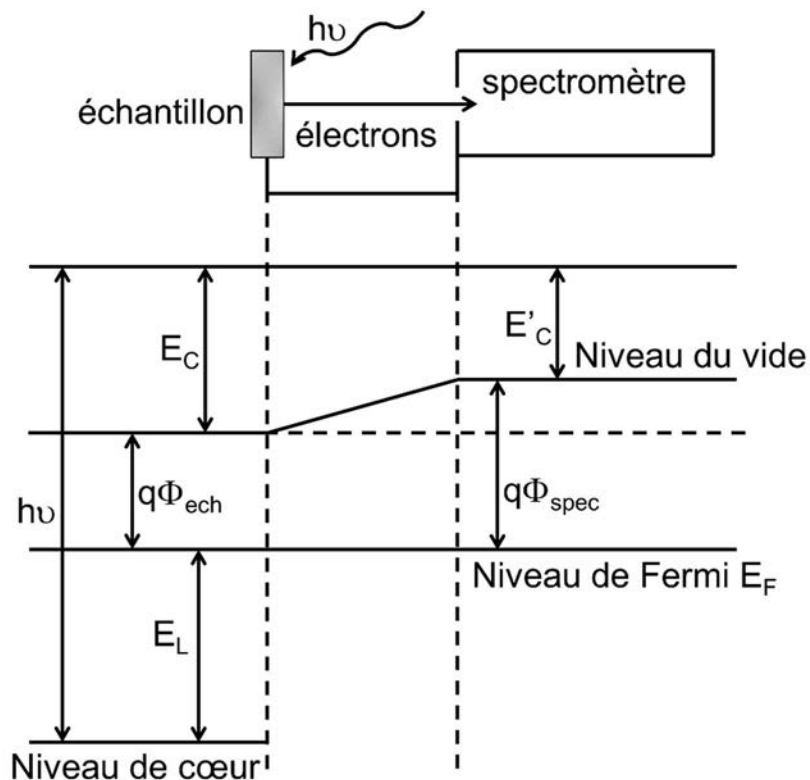 hυ
spectromètre
échantillon
électrons
E'C
EC
Niveau du vide
qΦech
hυ
qΦspec
Niveau de Fermi EF
EL
Niveau de cœur